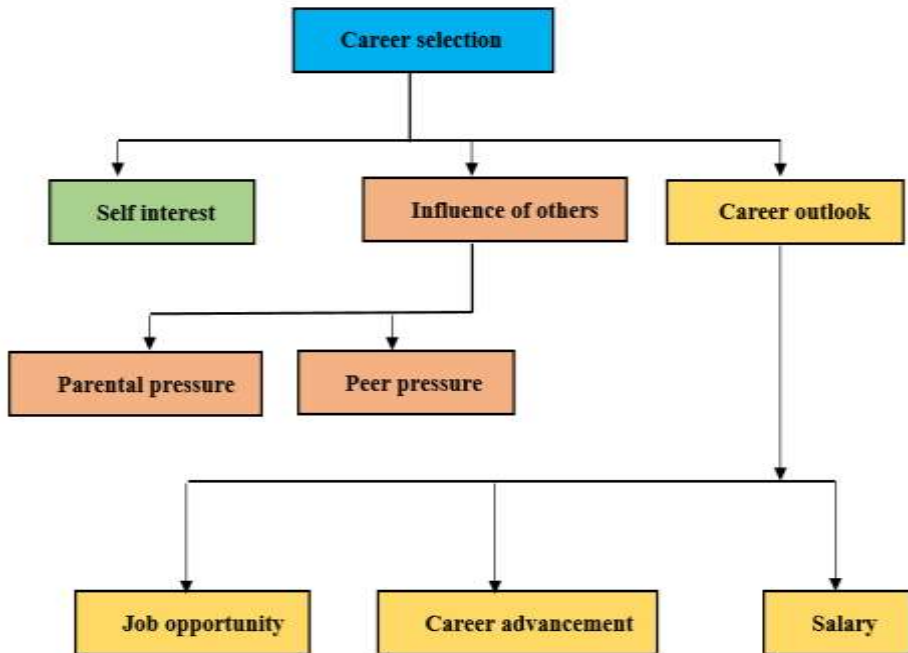 Career selection
Self interest
Influence of others
Career outlook
Parental pressure
Peer pressure
Job opportunity
Career advancement
Salary